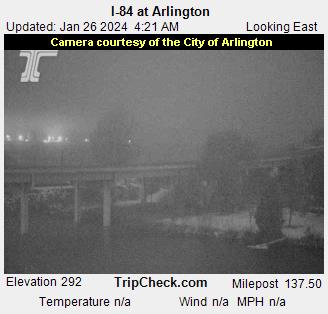 I-84 at Arlington
Updated: Jan 26 2024 4:21 AM Looking East
Camera courtesy of the City of Arlington
Elevation 292 TripCheck.com Milepost 137.50
Temperature n/a Wind n/a MPH n/a